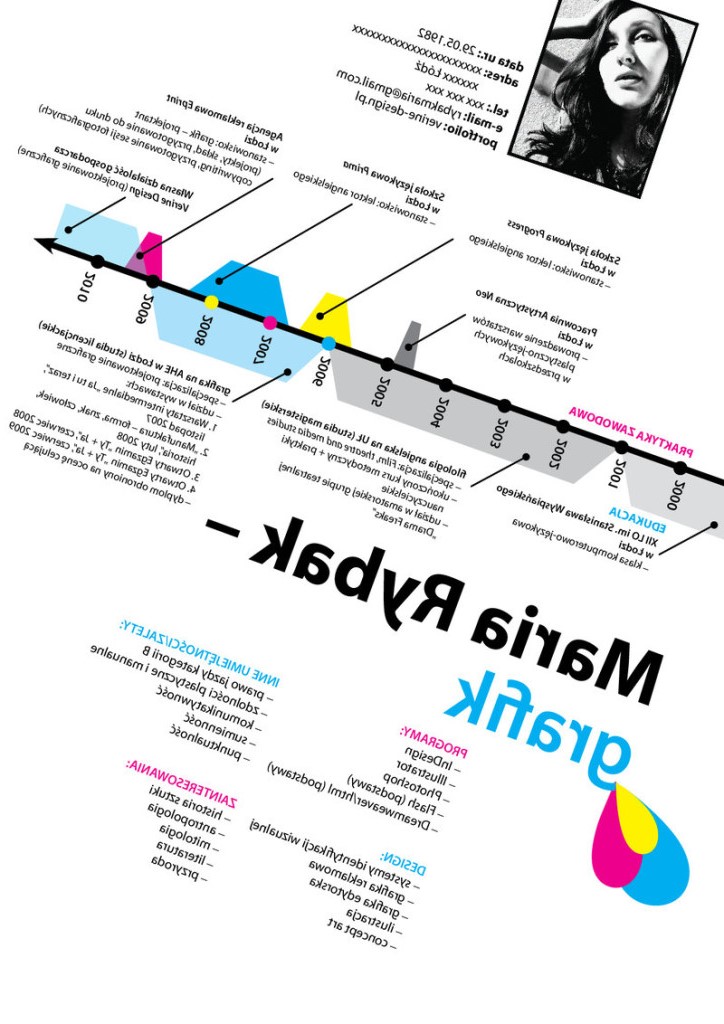 data ur.: 29.05.1982
adres: xxxxxxxxxxxxxxxxxxxxxxx
xxxxxx Łódź
tel.: xxx xxx xxx
e-mail: rybakmaria@gmail.com
portfolio: verine-design.pl
Agencja reklamowa Eprint
w Łodzi
– stanowisko: grafik – projektant
(projekty, skład, przygotowanie do druku
copywriting, przygotowanie sesji fotograficznych)
Własna działalność gospodarcza
Verine Design (projektowanie graficzne)
Szkoła językowa Prima
w Łodzi
– stanowisko: lektor angielskiego
Szkoła językowa Progress
w Łodzi
– stanowisko: lektor angielskiego
Pracownia Artystyczna Neo
– prowadzenie warsztatów
plastyczno-językowych
w przedszkolach
PRAKTYKA ZAWODOWA
2000
2001
2002
2003
2004
2005
2006
2007
2008
2009
2010
EDUKACJA
XII LO im. Stanisława Wyspiańskiego
w Łodzi
– klasa komputerowo-językowa
filologia angielska na UŁ (studia magisterskie)
– specjalizacja: Film, theatre and media studies
– ukończony kurs metodyczny + praktyki
nauczycielskie
– udział w amatorskiej grupie teatralnej
"Drama Freaks"
grafika na AHE w Łodzi (studia licencjackie)
– specjalizacja: projektowanie graficzne
– udział w wystawach:
1. Warsztaty intermedialne „Ja tu i teraz",
listopad 2007
2. „Manufaktura – forma, znak, człowiek,
historia", luty 2008
3. Otwarty Egzamin „Ty + Ja", czerwiec 2008
4. Otwarty Egzamin „Ty + Ja", czerwiec 2009
– dyplom obroniony na ocenę celującą
Maria Rybak –
grafik
PROGRAMY:
– InDesign
– Illustrator
– Photoshop
– Flash (podstawy)
– Dreamweaver/html (podstawy)
INNE UMIEJĘTNOŚCI/ZALETY:
– prawo jazdy kategorii B
– zdolności plastyczne i manualne
– komunikatywność
– sumienność
– punktualność
DESIGN:
– systemy identyfikacji wizualnej
– grafika reklamowa
– grafika edytorska
– ilustracja
– concept art
ZAINTERESOWANIA:
– historia sztuki
– antropologia
– mitologia
– literatura
– przyroda